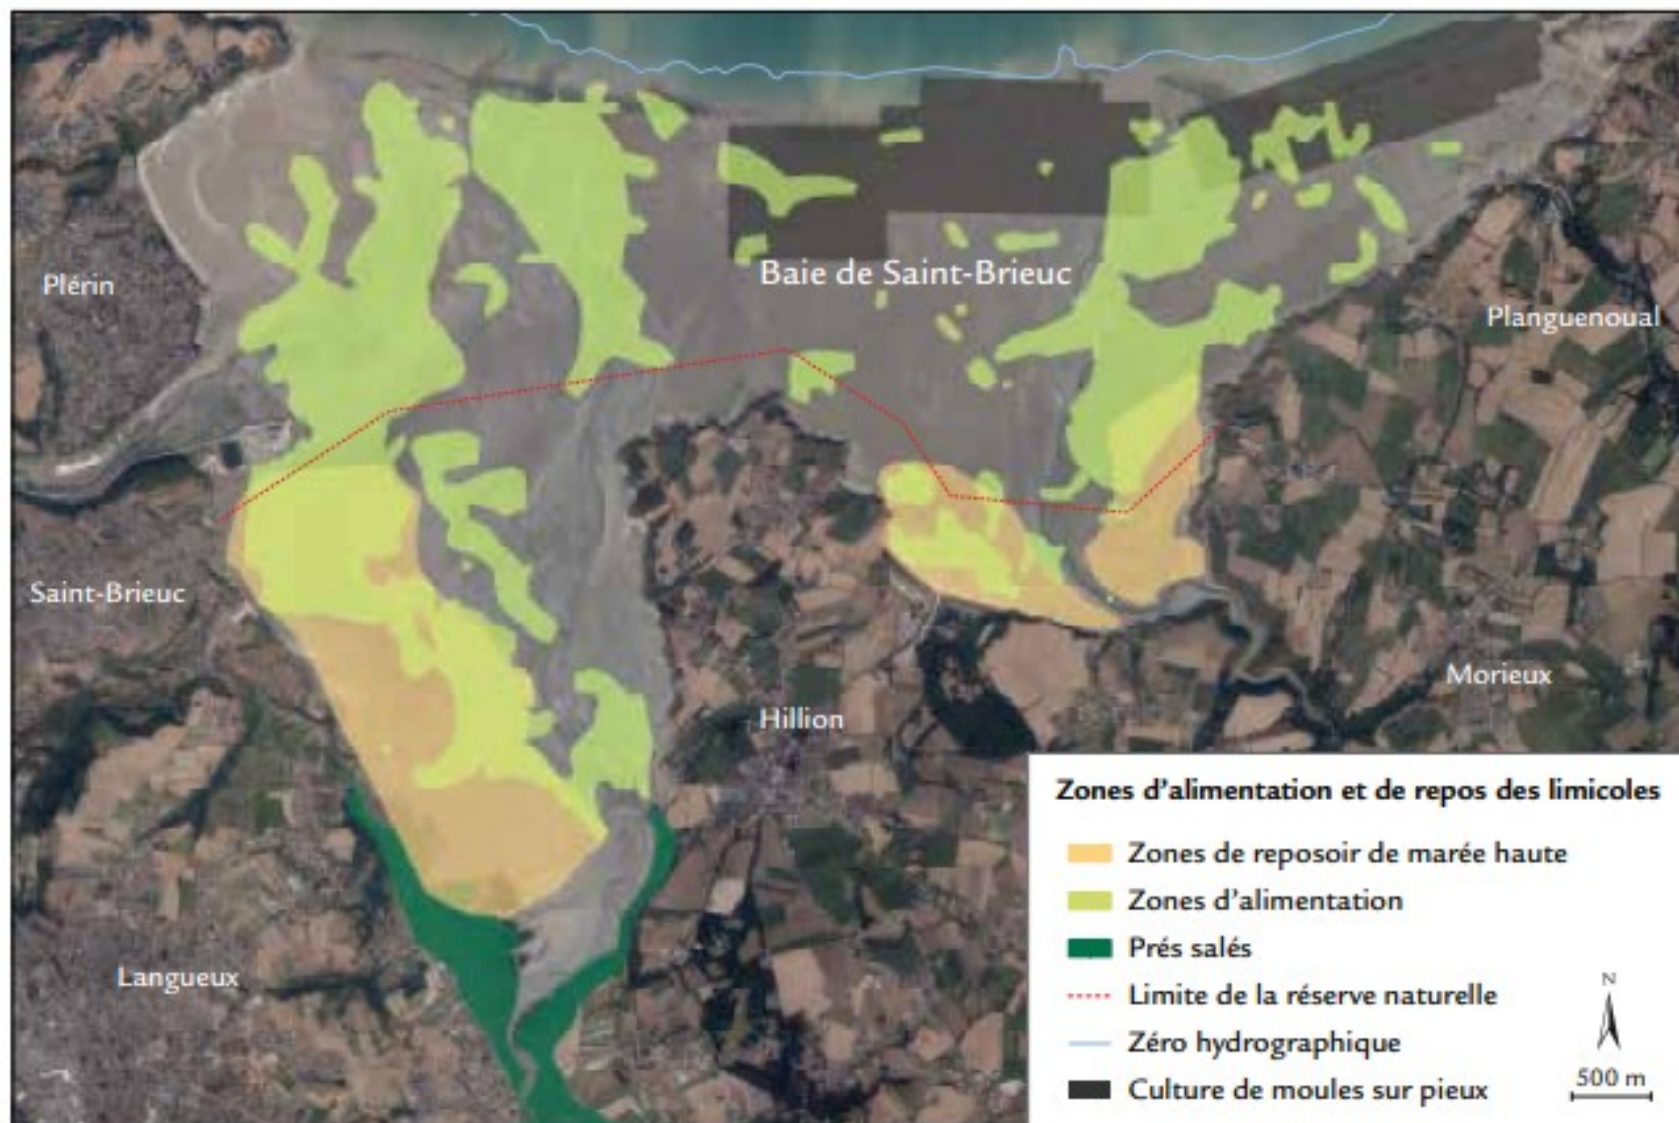 Baie de Saint-Brieuc
Plérin
Planguenoual
Saint-Brieuc
Morieux
Hillion
Langueux
Zones d'alimentation et de repos des limicoles
Zones de reposoir de marée haute
Zones d'alimentation
Prés salés
Limite de la réserve naturelle
Zéro hydrographique
Culture de moules sur pieux
N
500 m